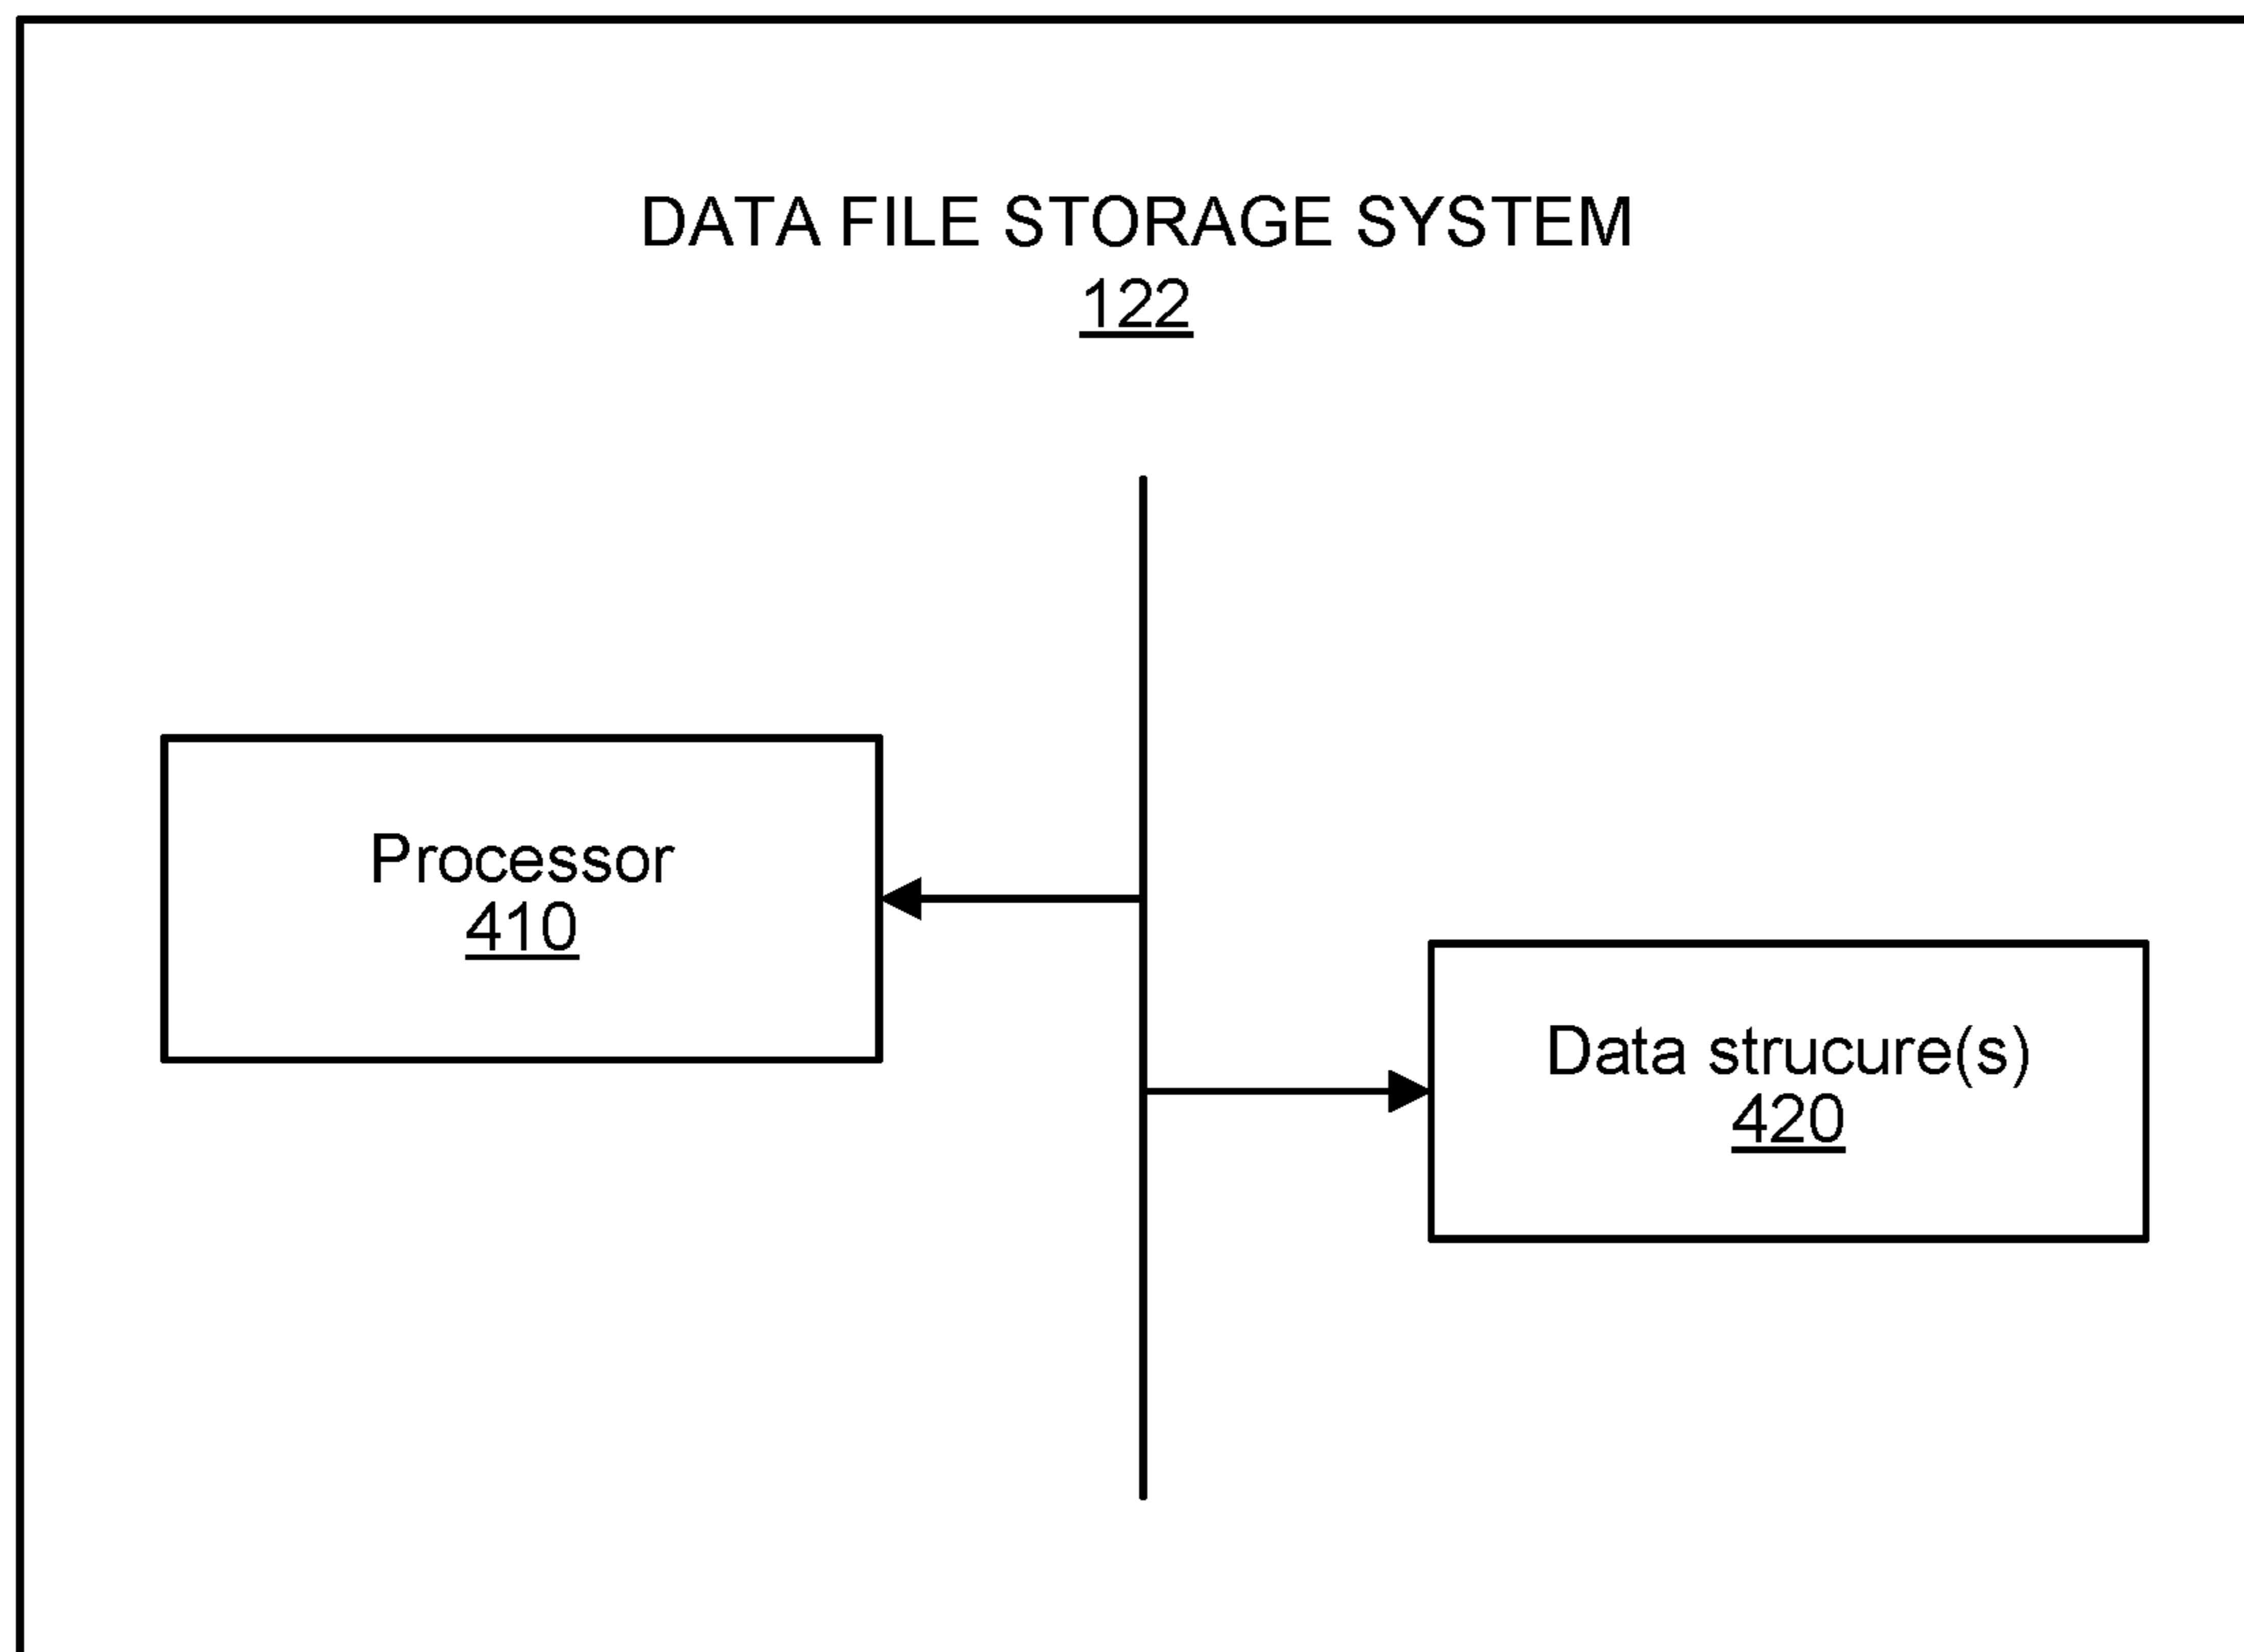 DATA FILE STORAGE SYSTEM
122
Processor
410
Data strucure(s)
420